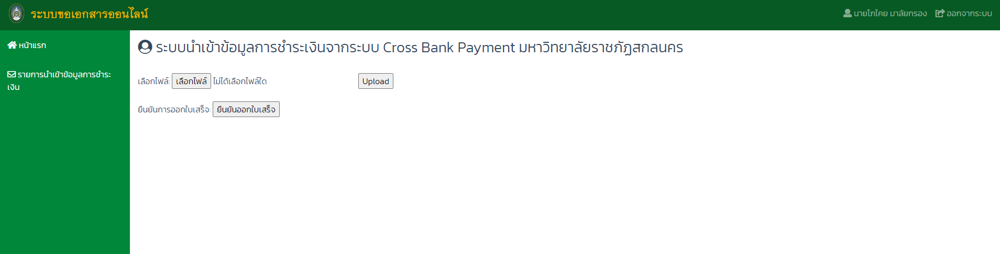 ระบบขอเอกสารออนไลน์
นายโภไคย มาลัยกรอง ออกจากระบบ
หน้าแรก
รายการนำเข้าข้อมูลการชำระ
เงิน
ระบบนำเข้าข้อมูลการชำระเงินจากระบบ Cross Bank Payment มหาวิทยาลัยราชภัฏสกลนคร
เลือกไฟล์: เลือกไฟล์ ไม่ได้เลือกไฟล์ใด Upload
ยืนยันการออกใบเสร็จ: ยืนยันออกใบเสร็จ